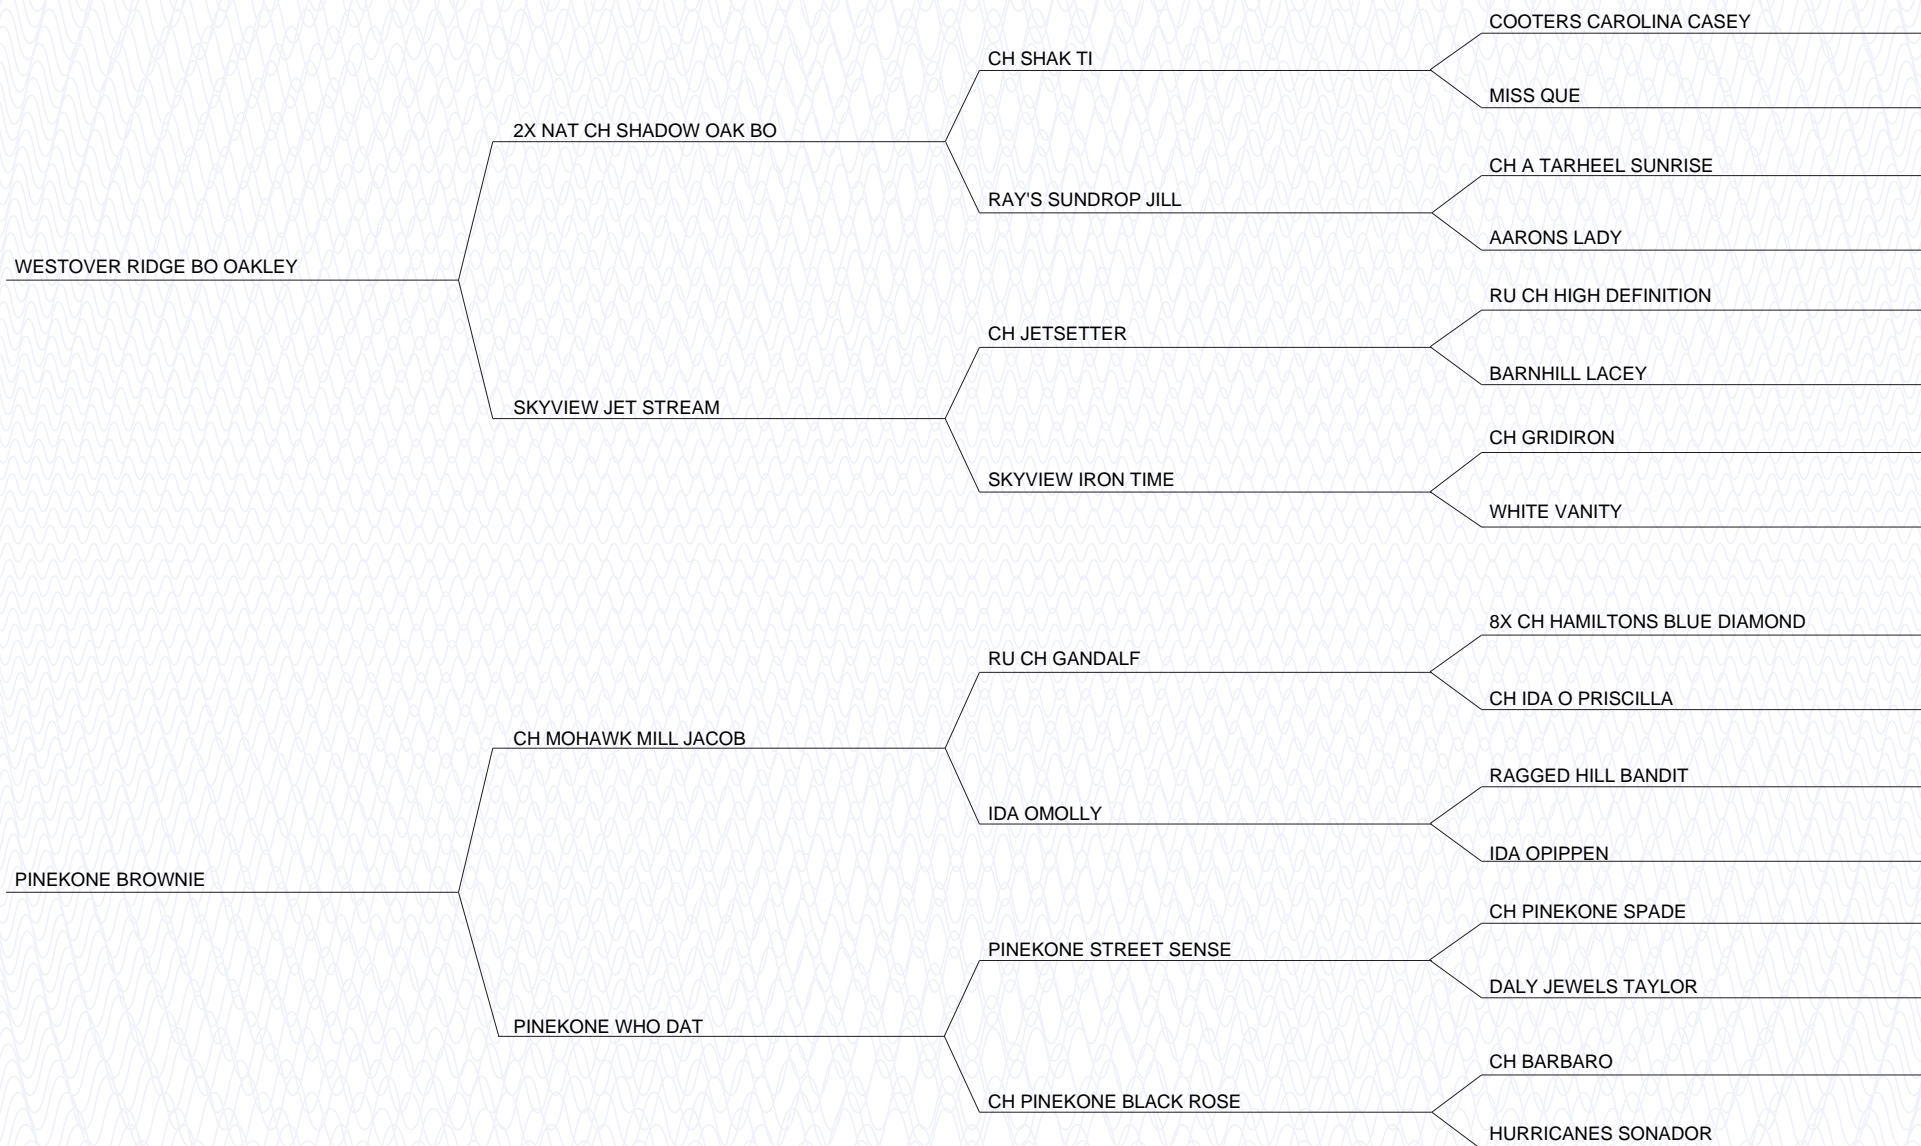 COOTERS CAROLINA CASEY
CH SHAK TI
MISS QUE
2X NAT CH SHADOW OAK BO
CH A TARHEEL SUNRISE
RAY'S SUNDROP JILL
AARONS LADY
WESTOVER RIDGE BO OAKLEY
RU CH HIGH DEFINITION
CH JETSETTER
BARNHILL LACEY
SKYVIEW JET STREAM
CH GRIDIRON
SKYVIEW IRON TIME
WHITE VANITY
8X CH HAMILTONS BLUE DIAMOND
RU CH GANDALF
CH IDA O PRISCILLA
CH MOHAWK MILL JACOB
RAGGED HILL BANDIT
IDA OMOLLY
IDA OPIPPEN
PINEKONE BROWNIE
CH PINEKONE SPADE
PINEKONE STREET SENSE
DALY JEWELS TAYLOR
PINEKONE WHO DAT
CH BARBARO
CH PINEKONE BLACK ROSE
HURRICANES SONADOR